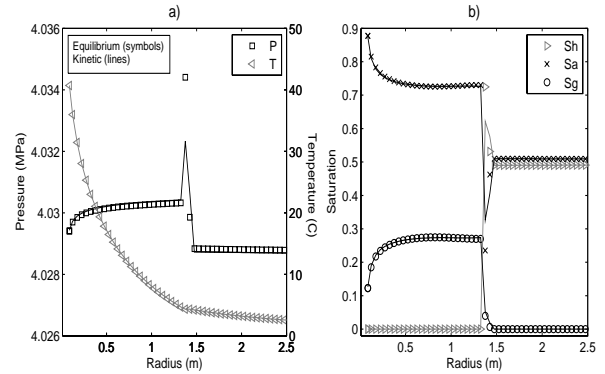 a)
b)
4.036
4.034
4.032
4.03
4.028
4.026
Pressure (MPa)
Equilibrium (symbols)
Kinetic (lines)
P
T
50
40
30
20
10
0
Temperature (C)
0.5
1
1.5
2
2.5
Radius (m)
0.9
0.8
0.7
0.6
0.5
0.4
0.3
0.2
0.1
0
Saturation
Sh
Sa
Sg
0.5
1
1.5
2
2.5
Radius (m)